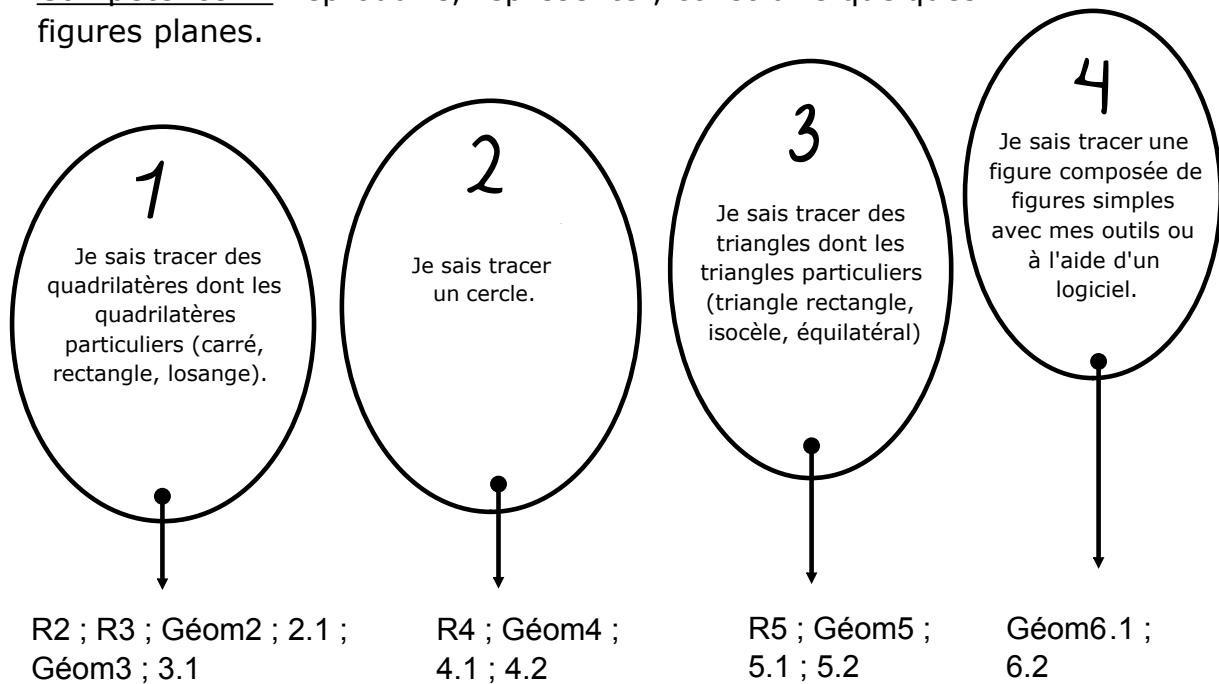 figures planes.
1
Je sais tracer des
quadrilatères dont les
quadrilatères
particuliers (carré,
rectangle, losange).
2
Je sais tracer
un cercle.
3
Je sais tracer des
triangles dont les
triangles particuliers
(triangle rectangle,
isocèle, équilatéral)
4
Je sais tracer une
figure composée de
figures simples
avec mes outils ou
à l'aide d'un
logiciel.
R2 ; R3 ; Géom2 ; 2.1 ;
Géom3 ; 3.1
R4 ; Géom4 ;
4.1 ; 4.2
R5 ; Géom5 ;
5.1 ; 5.2
Géom6.1 ;
6.2